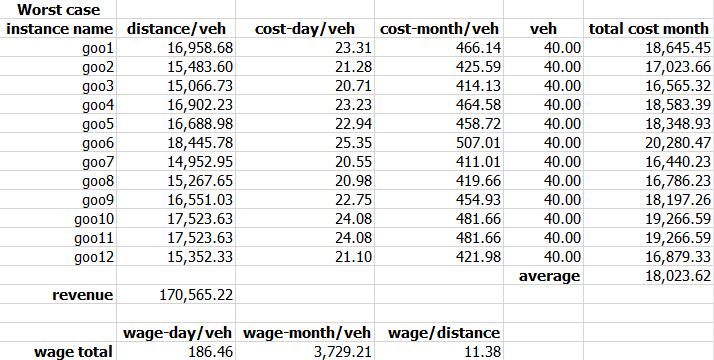 Worst case
instance name distance/veh cost-day/veh cost-month/veh veh total cost month
goo1 16,958.68 23.31 466.14 40.00 18,645.45
goo2 15,483.60 21.28 425.59 40.00 17,023.66
goo3 15,066.73 20.71 414.13 40.00 16,565.32
goo4 16,902.23 23.23 464.58 40.00 18,583.39
goo5 16,688.98 22.94 458.72 40.00 18,348.93
goo6 18,445.78 25.35 507.01 40.00 20,280.47
goo7 14,952.95 20.55 411.01 40.00 16,440.23
goo8 15,267.65 20.98 419.66 40.00 16,786.23
goo9 16,551.03 22.75 454.93 40.00 18,197.26
goo10 17,523.63 24.08 481.66 40.00 19,266.59
goo11 17,523.63 24.08 481.66 40.00 19,266.59
goo12 15,352.33 21.10 421.98 40.00 16,879.33
average 18,023.62
revenue 170,565.22
wage-day/veh wage-month/veh wage/distance
wage total 186.46 3,729.21 11.38